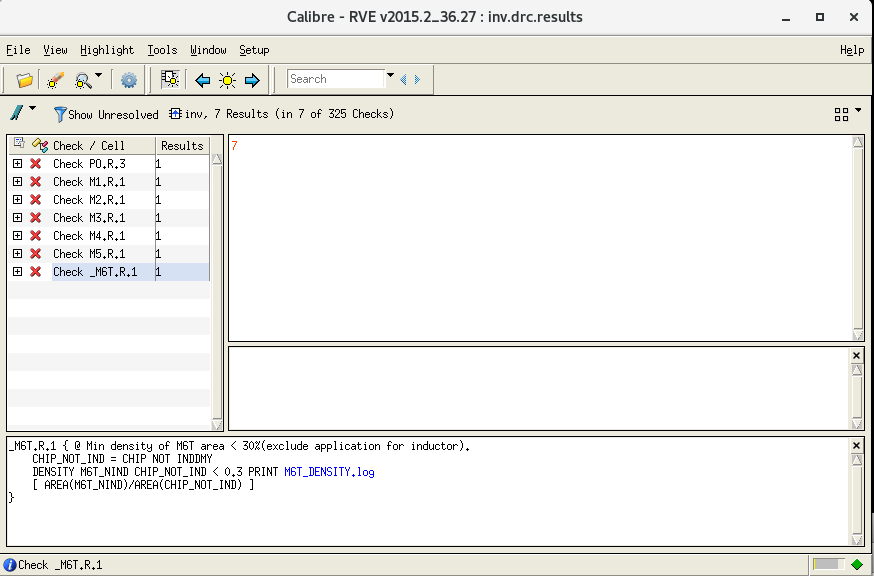 Calibre - RVE v2015.2_36.27 : inv.drc.results
File View Highlight Tools Window Setup Help
Search
Show Unresolved inv, 7 Results (in 7 of 325 Checks)
Check / Cell Results
Check PO.R.3 1
Check M1.R.1 1
Check M2.R.1 1
Check M3.R.1 1
Check M4.R.1 1
Check M5.R.1 1
Check _M6T.R.1 1
7
_M6T.R.1 { @ Min density of M6T area < 30%(exclude application for inductor).
CHIP_NOT_IND = CHIP NOT INDDMY
DENSITY M6T_NIND CHIP_NOT_IND < 0.3 PRINT M6T_DENSITY.log
[ AREA(M6T_NIND)/AREA(CHIP_NOT_IND) ]
}
Check _M6T.R.1